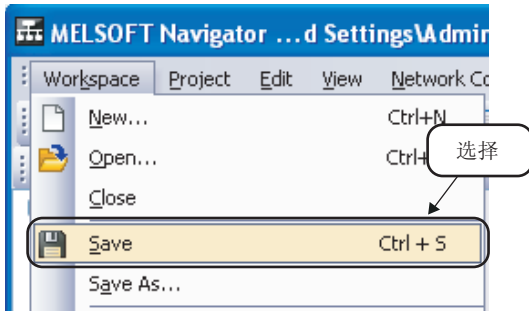 MELSOFT Navigator ...d Settings\Admin
Workspace Project Edit View Network
New... Ctrl+N
Open... Ctrl+
选择
Close
Save Ctrl + S
Save As...